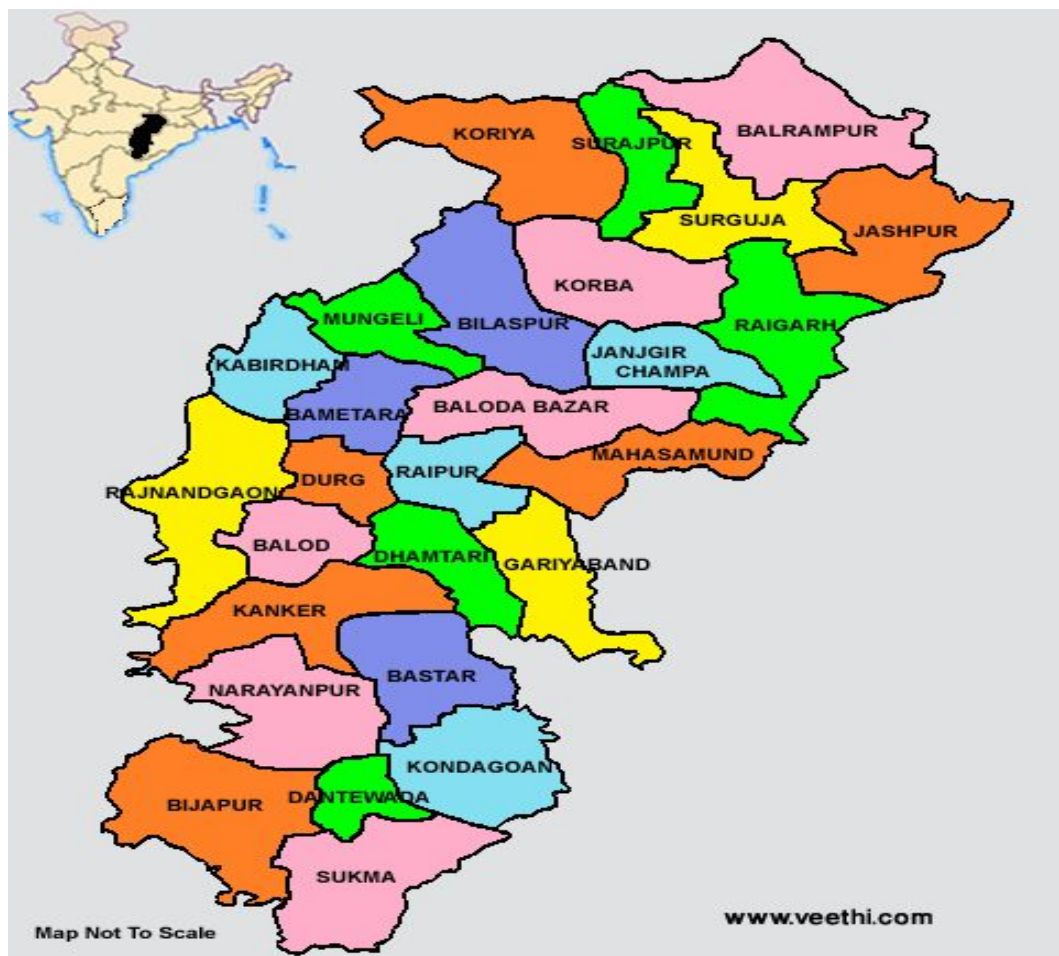 KORIYA
SURAJPUR
BALRAMPUR
SURGUJA
JASHPUR
KORBA
MUNGELI
BILASPUR
RAIGARH
KABIRDHAM
JANJGIR
CHAMPA
BAMETARA
BALODA BAZAR
MAHASAMUND
RAJNANDGAON
DURG
RAIPUR
BALOD
DHAMTARI
GARIYABAND
KANKER
BASTAR
NARAYANPUR
KONDAGOAN
BIJAPUR
DANTEWADA
SUKMA
www.veethi.com
Map Not To Scale